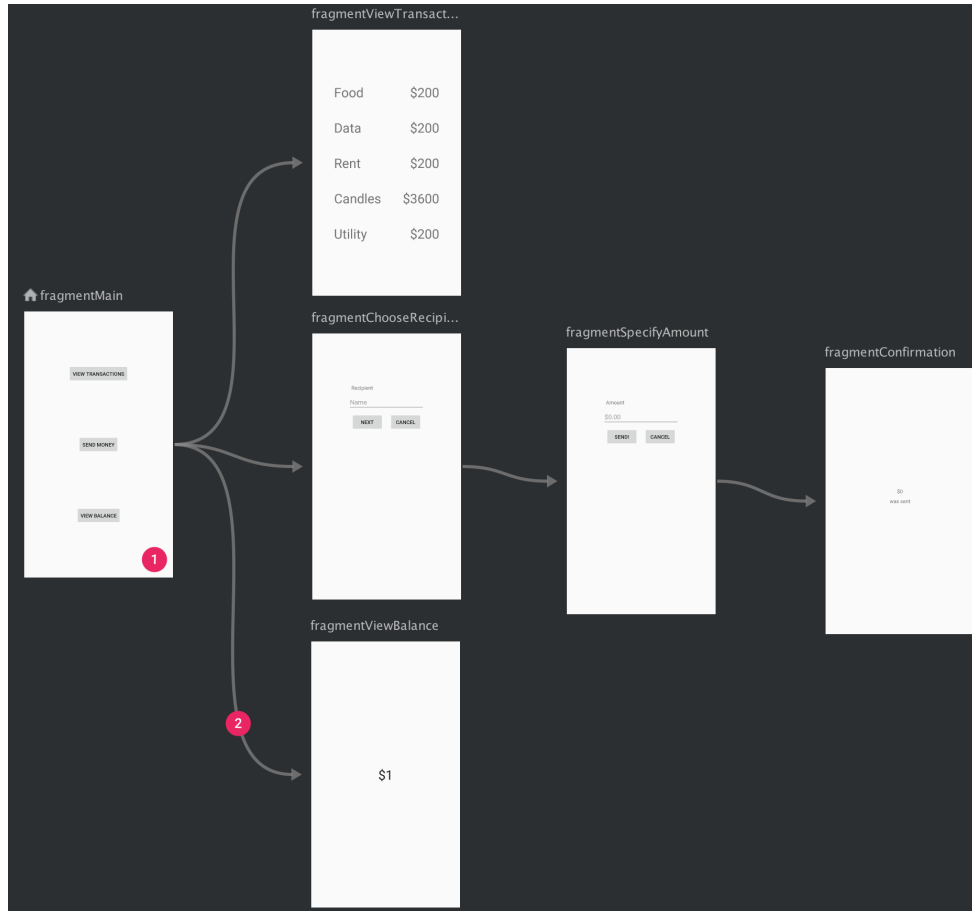 fragmentViewTransact...
Food $200
Data $200
Rent $200
Candles $3600
Utility $200
fragmentMain
VIEW TRANSACTIONS
SEND MONEY
VIEW BALANCE
1
fragmentChooseRecipi...
Recipient
Name
NEXT CANCEL
fragmentSpecifyAmount
Amount
$0.00
SEND! CANCEL
fragmentConfirmation
$0
was sent
fragmentViewBalance
2
$1